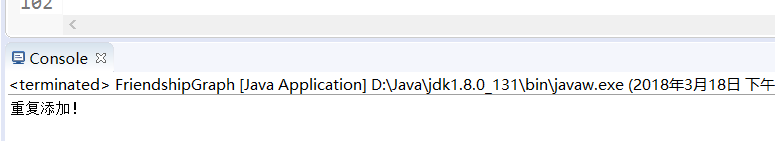 102
Console
<terminated> FriendshipGraph [Java Application] D:\Java\jdk1.8.0_131\bin\javaw.exe (2018年3月18日 下午
重复添加!